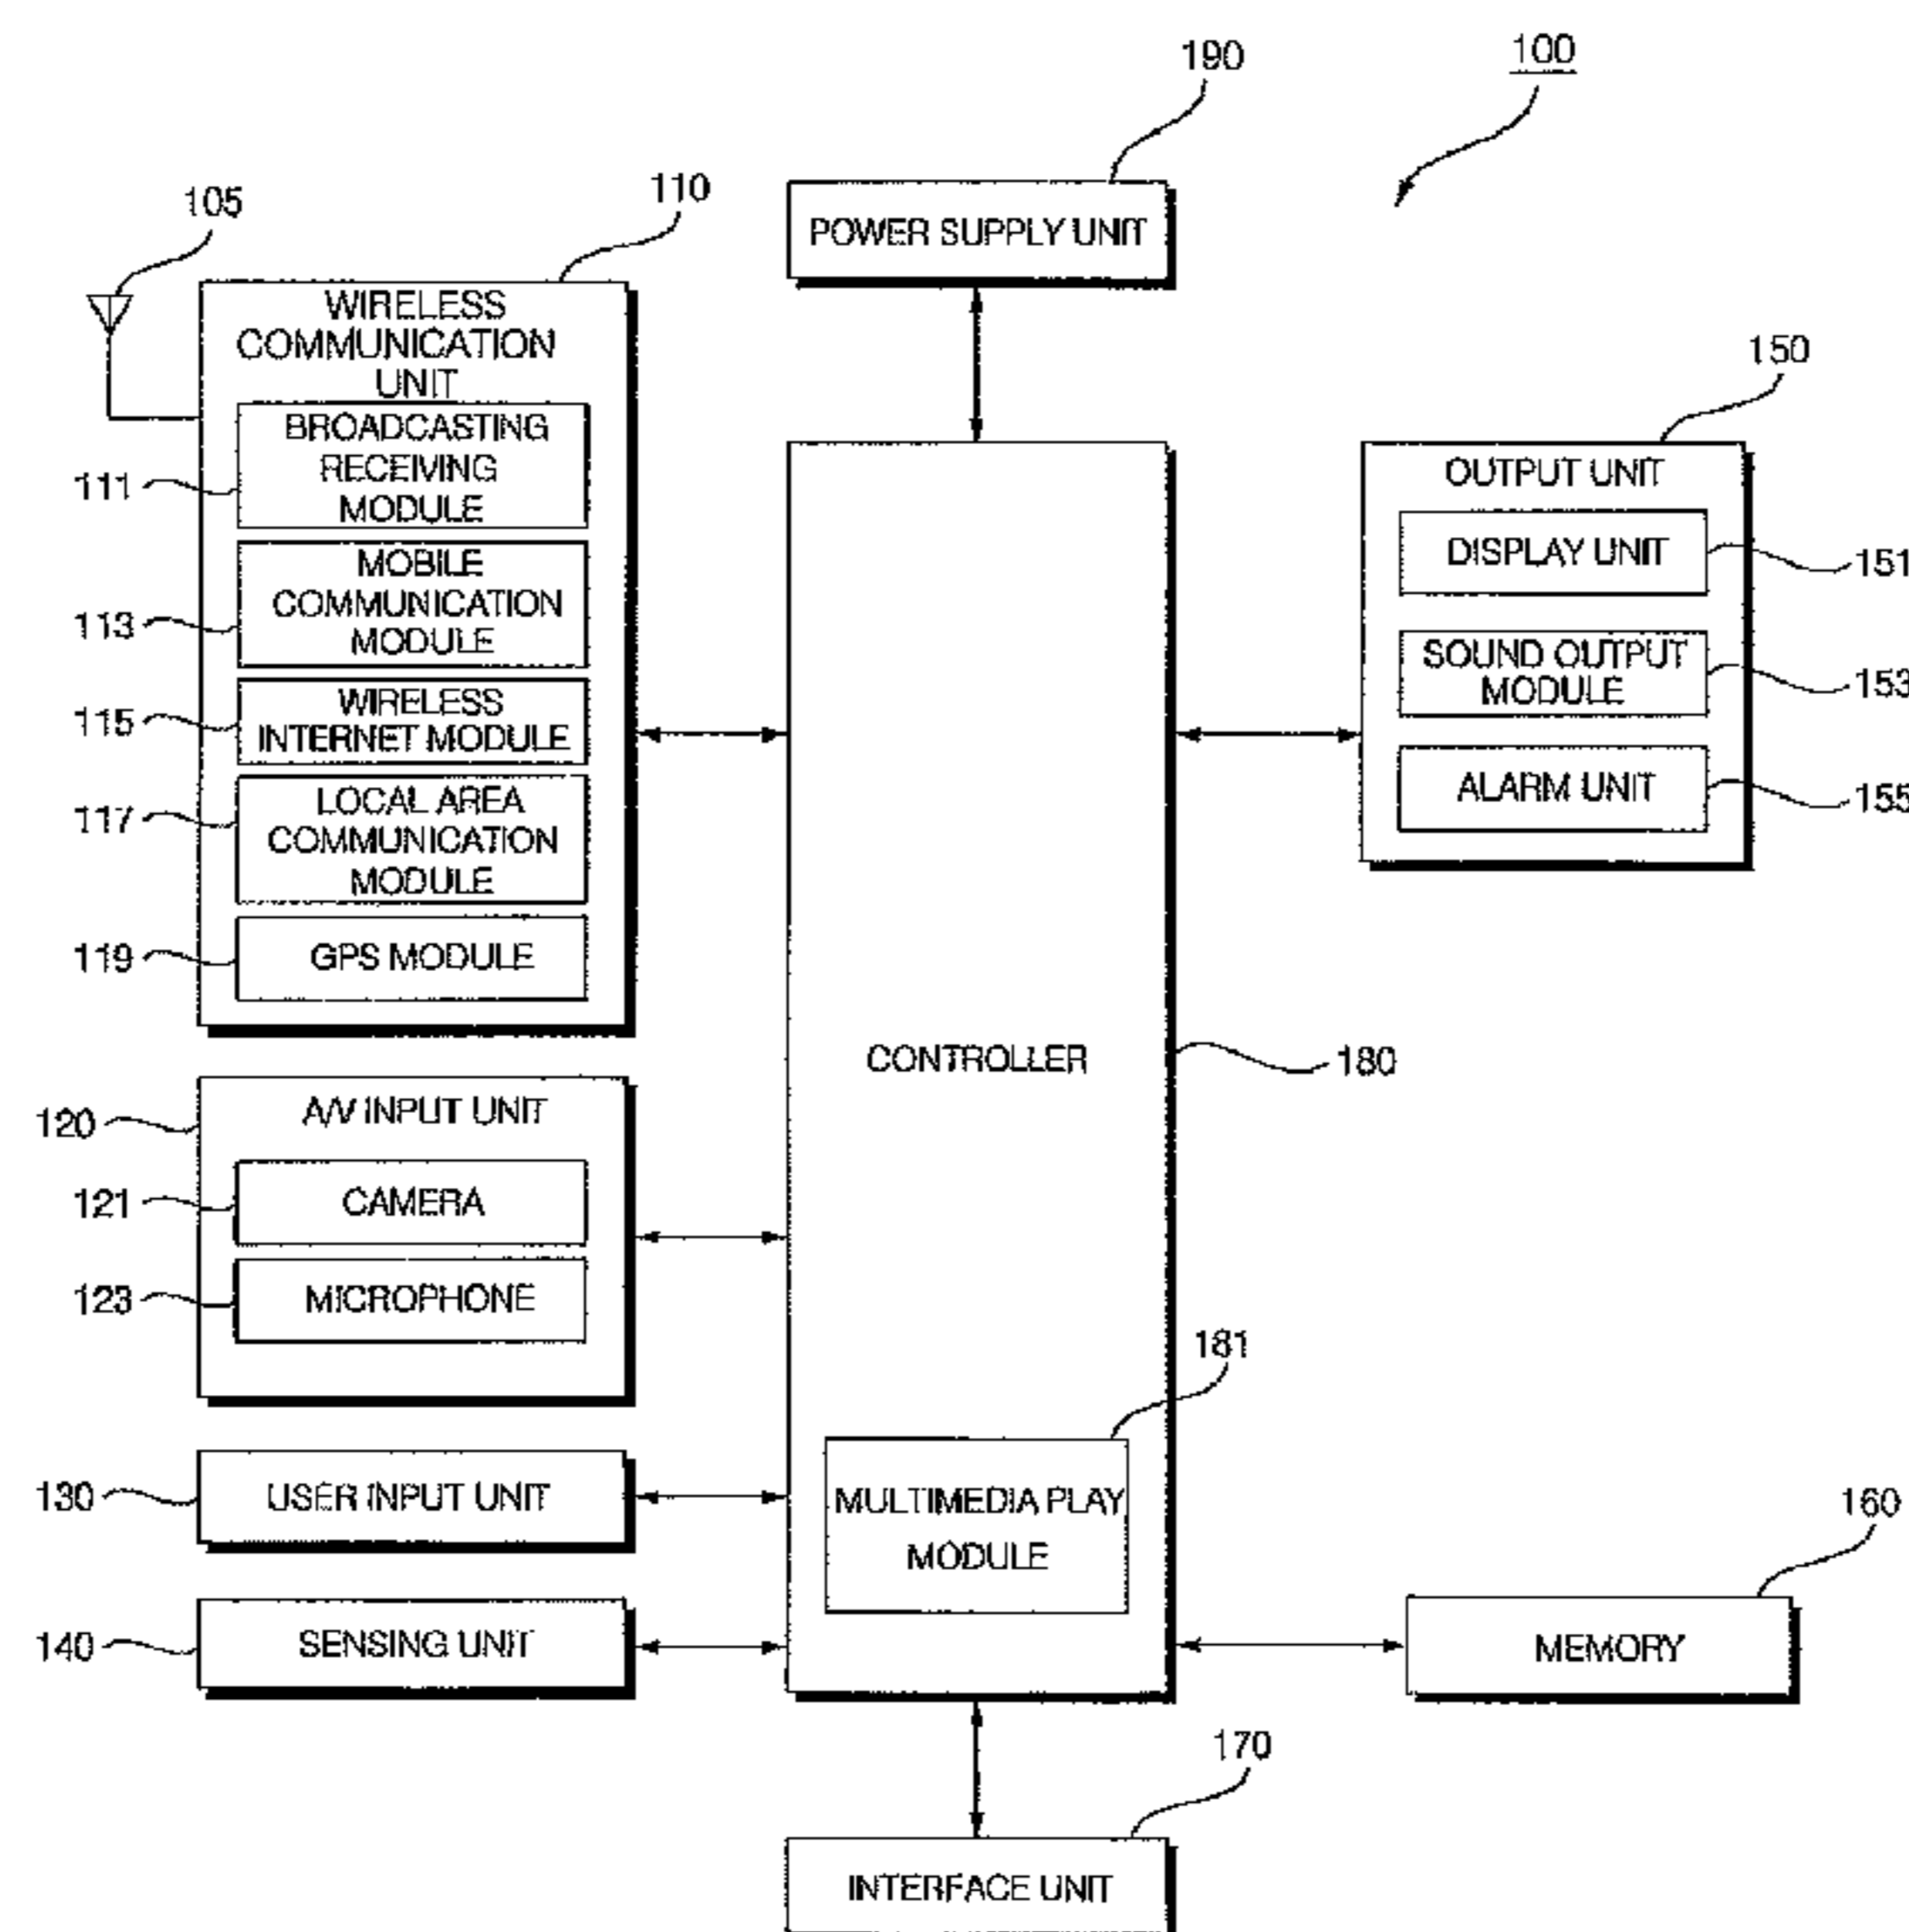 100
190
POWER SUPPLY UNIT
105
110
WIRELESS
COMMUNICATION
UNIT
111
BROADCASTING
RECEIVING
MODULE
113
MOBILE
COMMUNICATION
MODULE
115
WIRELESS
INTERNET MODULE
117
LOCAL AREA
COMMUNICATION
MODULE
119
GPS MODULE
120
A/V INPUT UNIT
121
CAMERA
123
MICROPHONE
130
USER INPUT UNIT
140
SENSING UNIT
CONTROLLER
180
181
MULTIMEDIA PLAY
MODULE
150
OUTPUT UNIT
DISPLAY UNIT
151
SOUND OUTPUT
MODULE
153
ALARM UNIT
155
160
MEMORY
170
INTERFACE UNIT